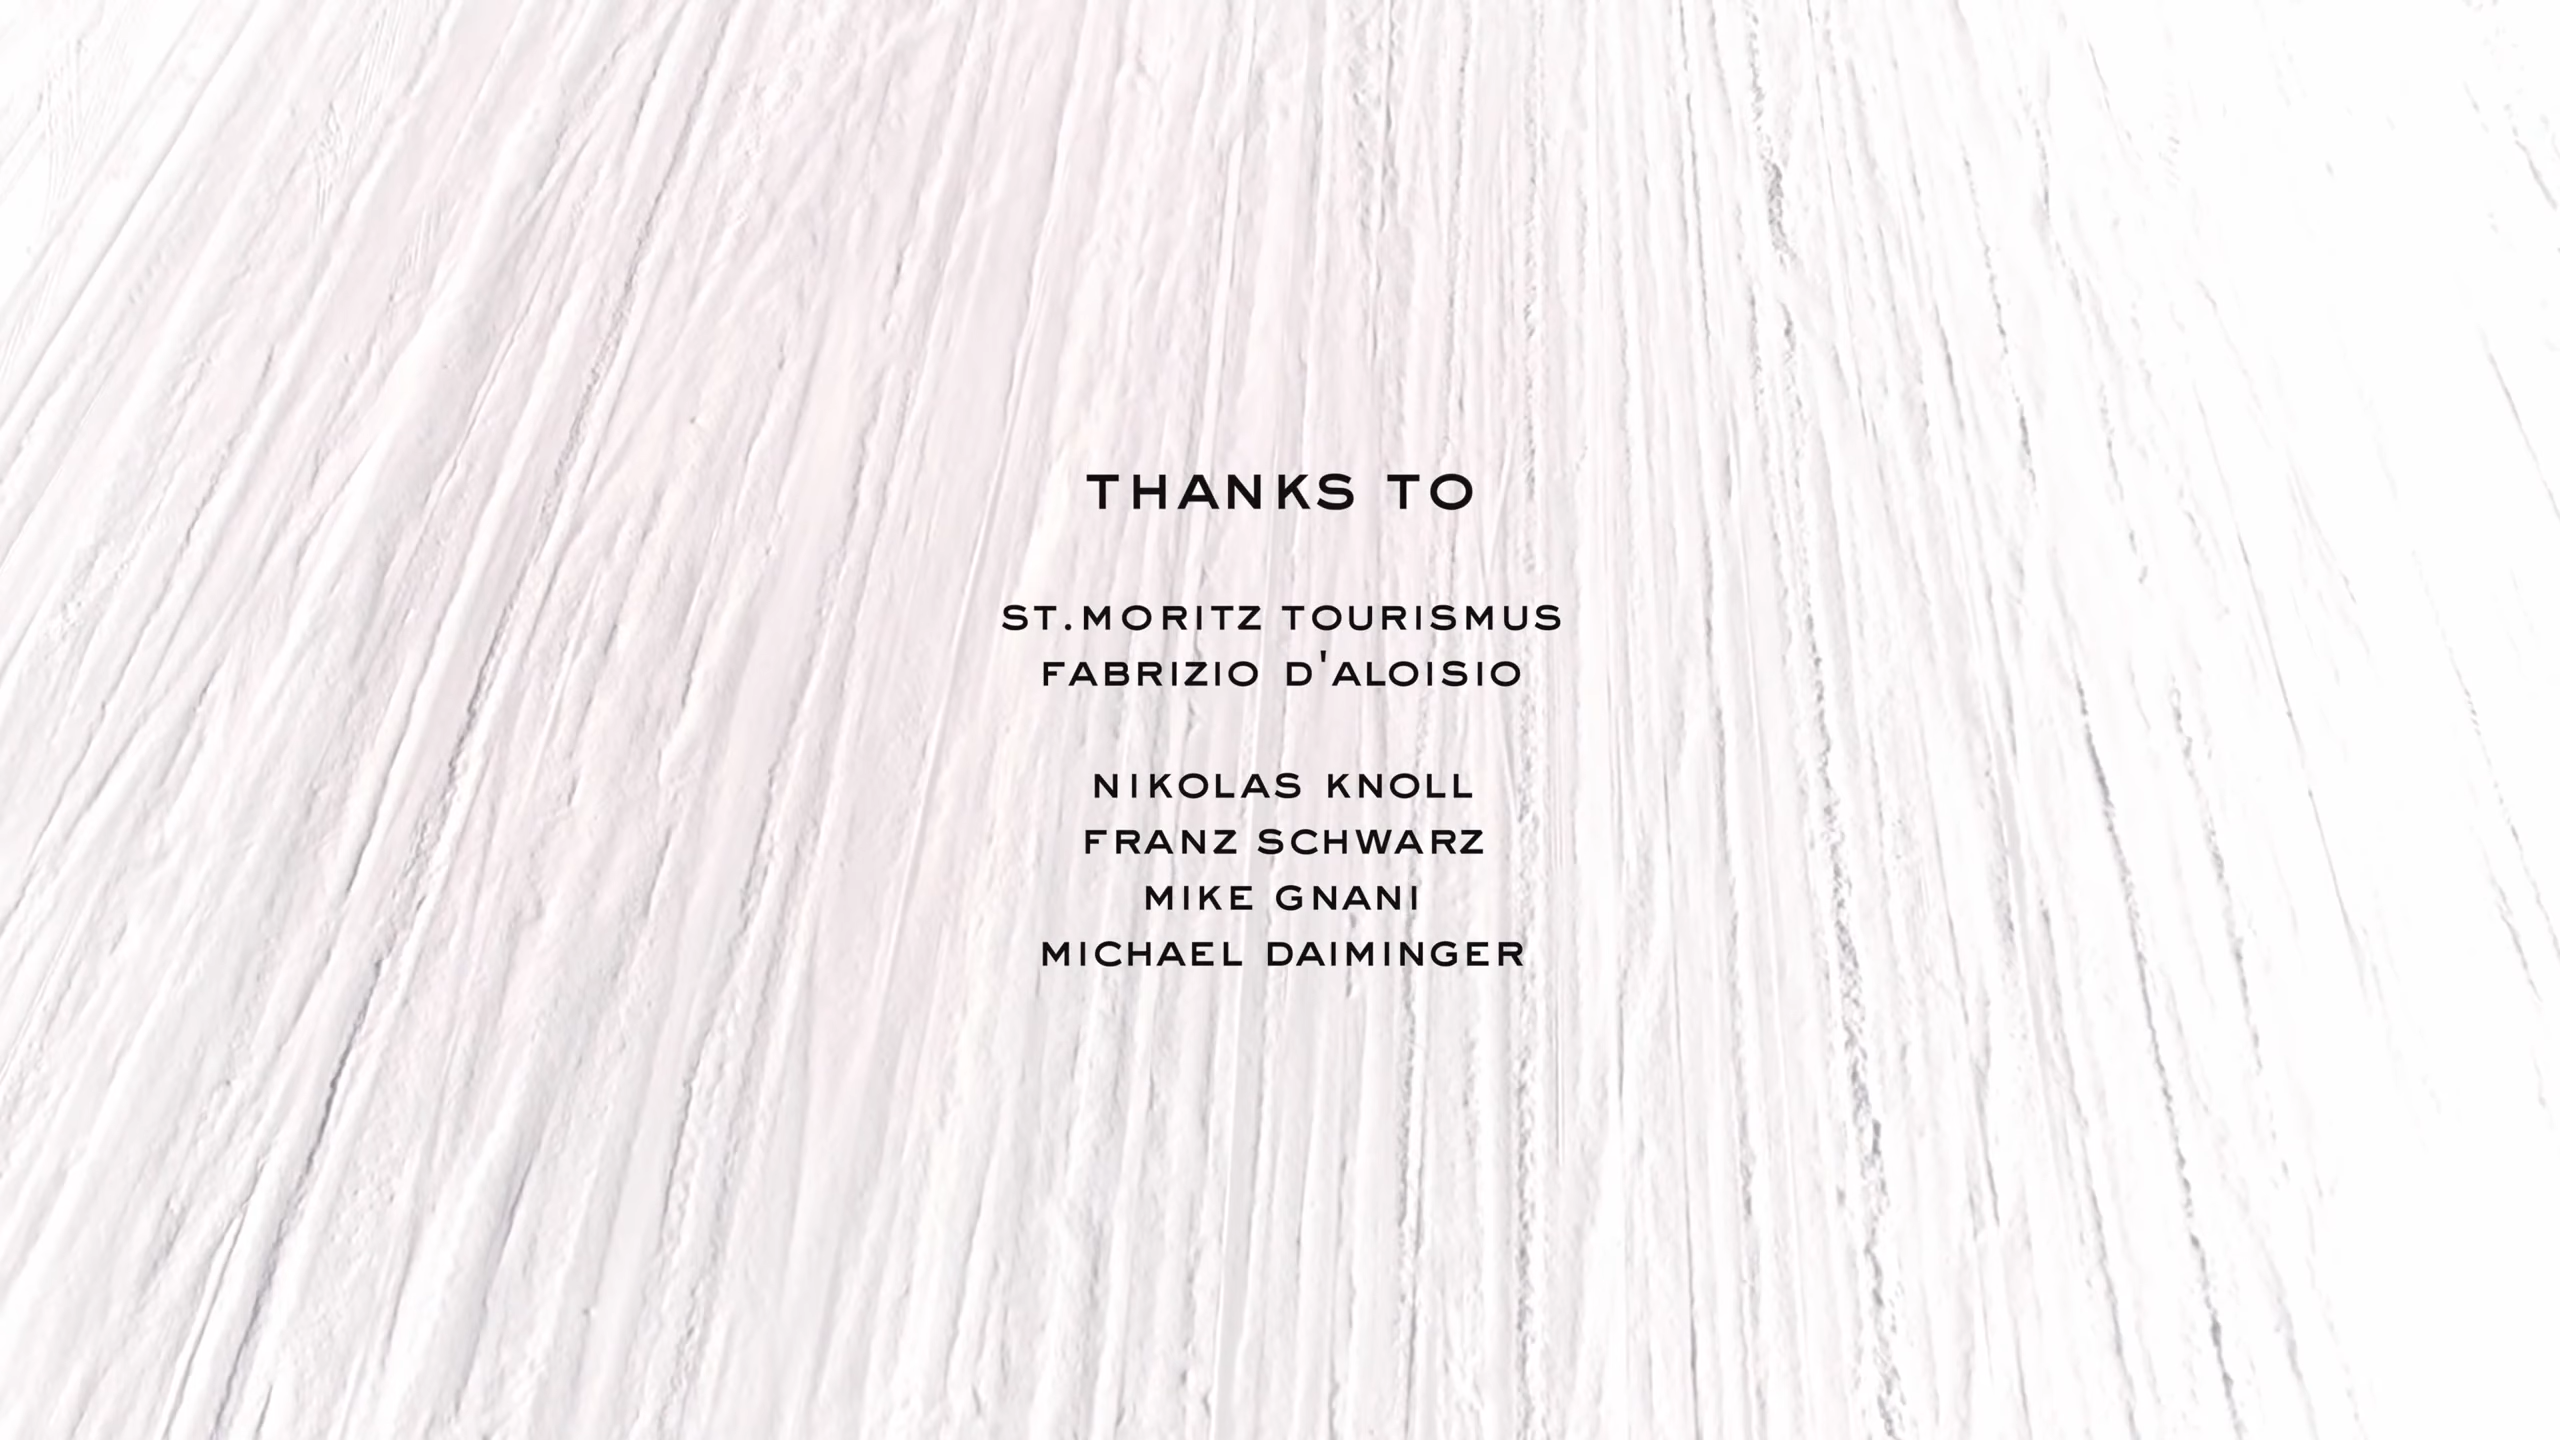 THANKS TO
ST.MORITZ TOURISMUS
FABRIZIO D'ALOISIO
NIKOLAS KNOLL
FRANZ SCHWARZ
MIKE GNANI
MICHAEL DAIMINGER